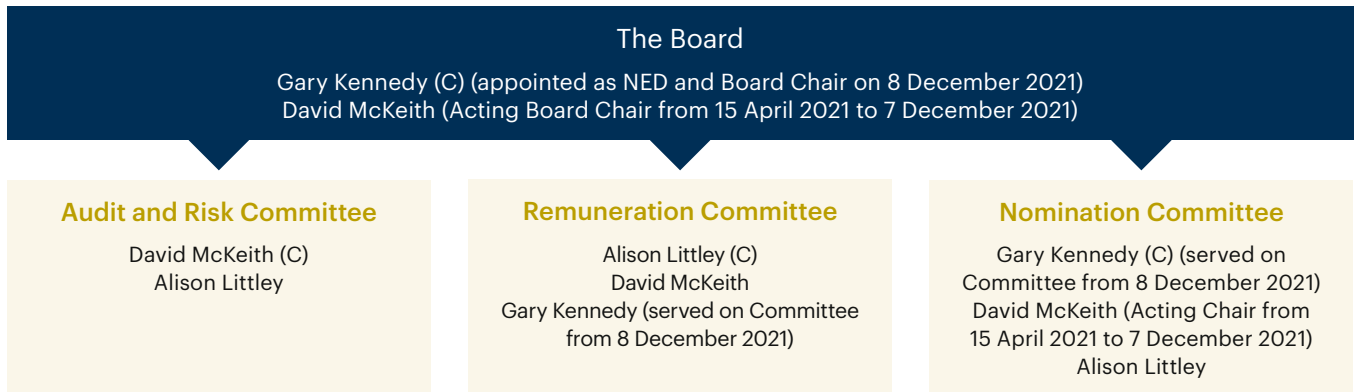 The Board
Gary Kennedy (C) (appointed as NED and Board Chair on 8 December 2021)
David McKeith (Acting Board Chair from 15 April 2021 to 7 December 2021)
Audit and Risk Committee
David McKeith (C)
Alison Littley
Remuneration Committee
Alison Littley (C)
David McKeith
Gary Kennedy (served on Committee
from 8 December 2021)
Nomination Committee
Gary Kennedy (C) (served on
Committee from 8 December 2021)
David McKeith (Acting Chair from
15 April 2021 to 7 December 2021)
Alison Littley